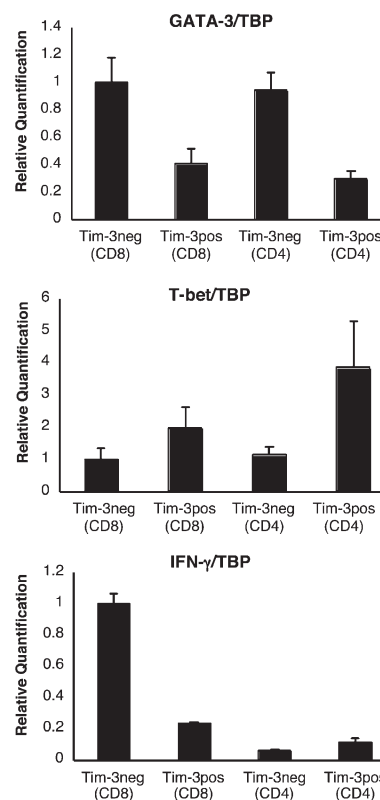 GATA-3/TBP
Relative Quantification
1.4
1.2
1
0.8
0.6
0.4
0.2
0
Tim-3neg Tim-3pos Tim-3neg Tim-3pos
(CD8) (CD8) (CD4) (CD4)
T-bet/TBP
Relative Quantification
6
5
4
3
2
1
0
Tim-3neg Tim-3pos Tim-3neg Tim-3pos
(CD8) (CD8) (CD4) (CD4)
IFN-γ/TBP
Relative Quantification
1.2
1
0.8
0.6
0.4
0.2
0
Tim-3neg Tim-3pos Tim-3neg Tim-3pos
(CD8) (CD8) (CD4) (CD4)